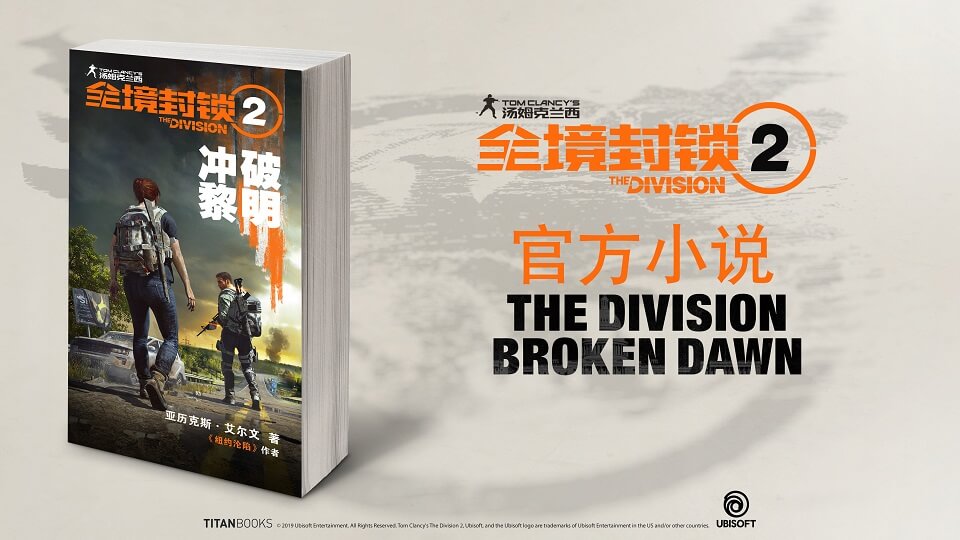 TOM CLANCY'S
汤姆克兰西
全境封锁2
THE DIVISION
冲破
黎明
亚历克斯·艾尔文 著
《纽约沦陷》作者
TOM CLANCY'S
汤姆克兰西
全境封锁2
THE DIVISION
官方小说
THE DIVISION
BROKEN DAWN
TITANBOOKS © 2019 Ubisoft Entertainment. All Rights Reserved. Tom Clancy's The Division 2, Ubisoft, and the Ubisoft logo are trademarks of Ubisoft Entertainment in the US and/or other countries.
UBISOFT